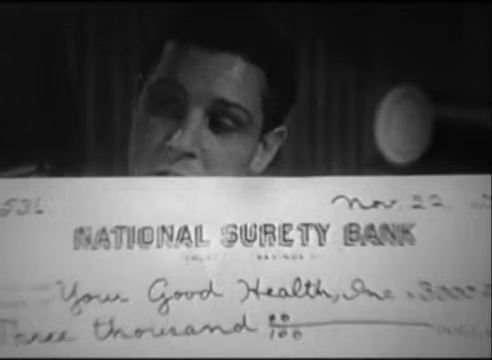 531 Nov. 22
NATIONAL SURETY BANK
Your Good Health, Inc. 3000
Three thousand 00/100